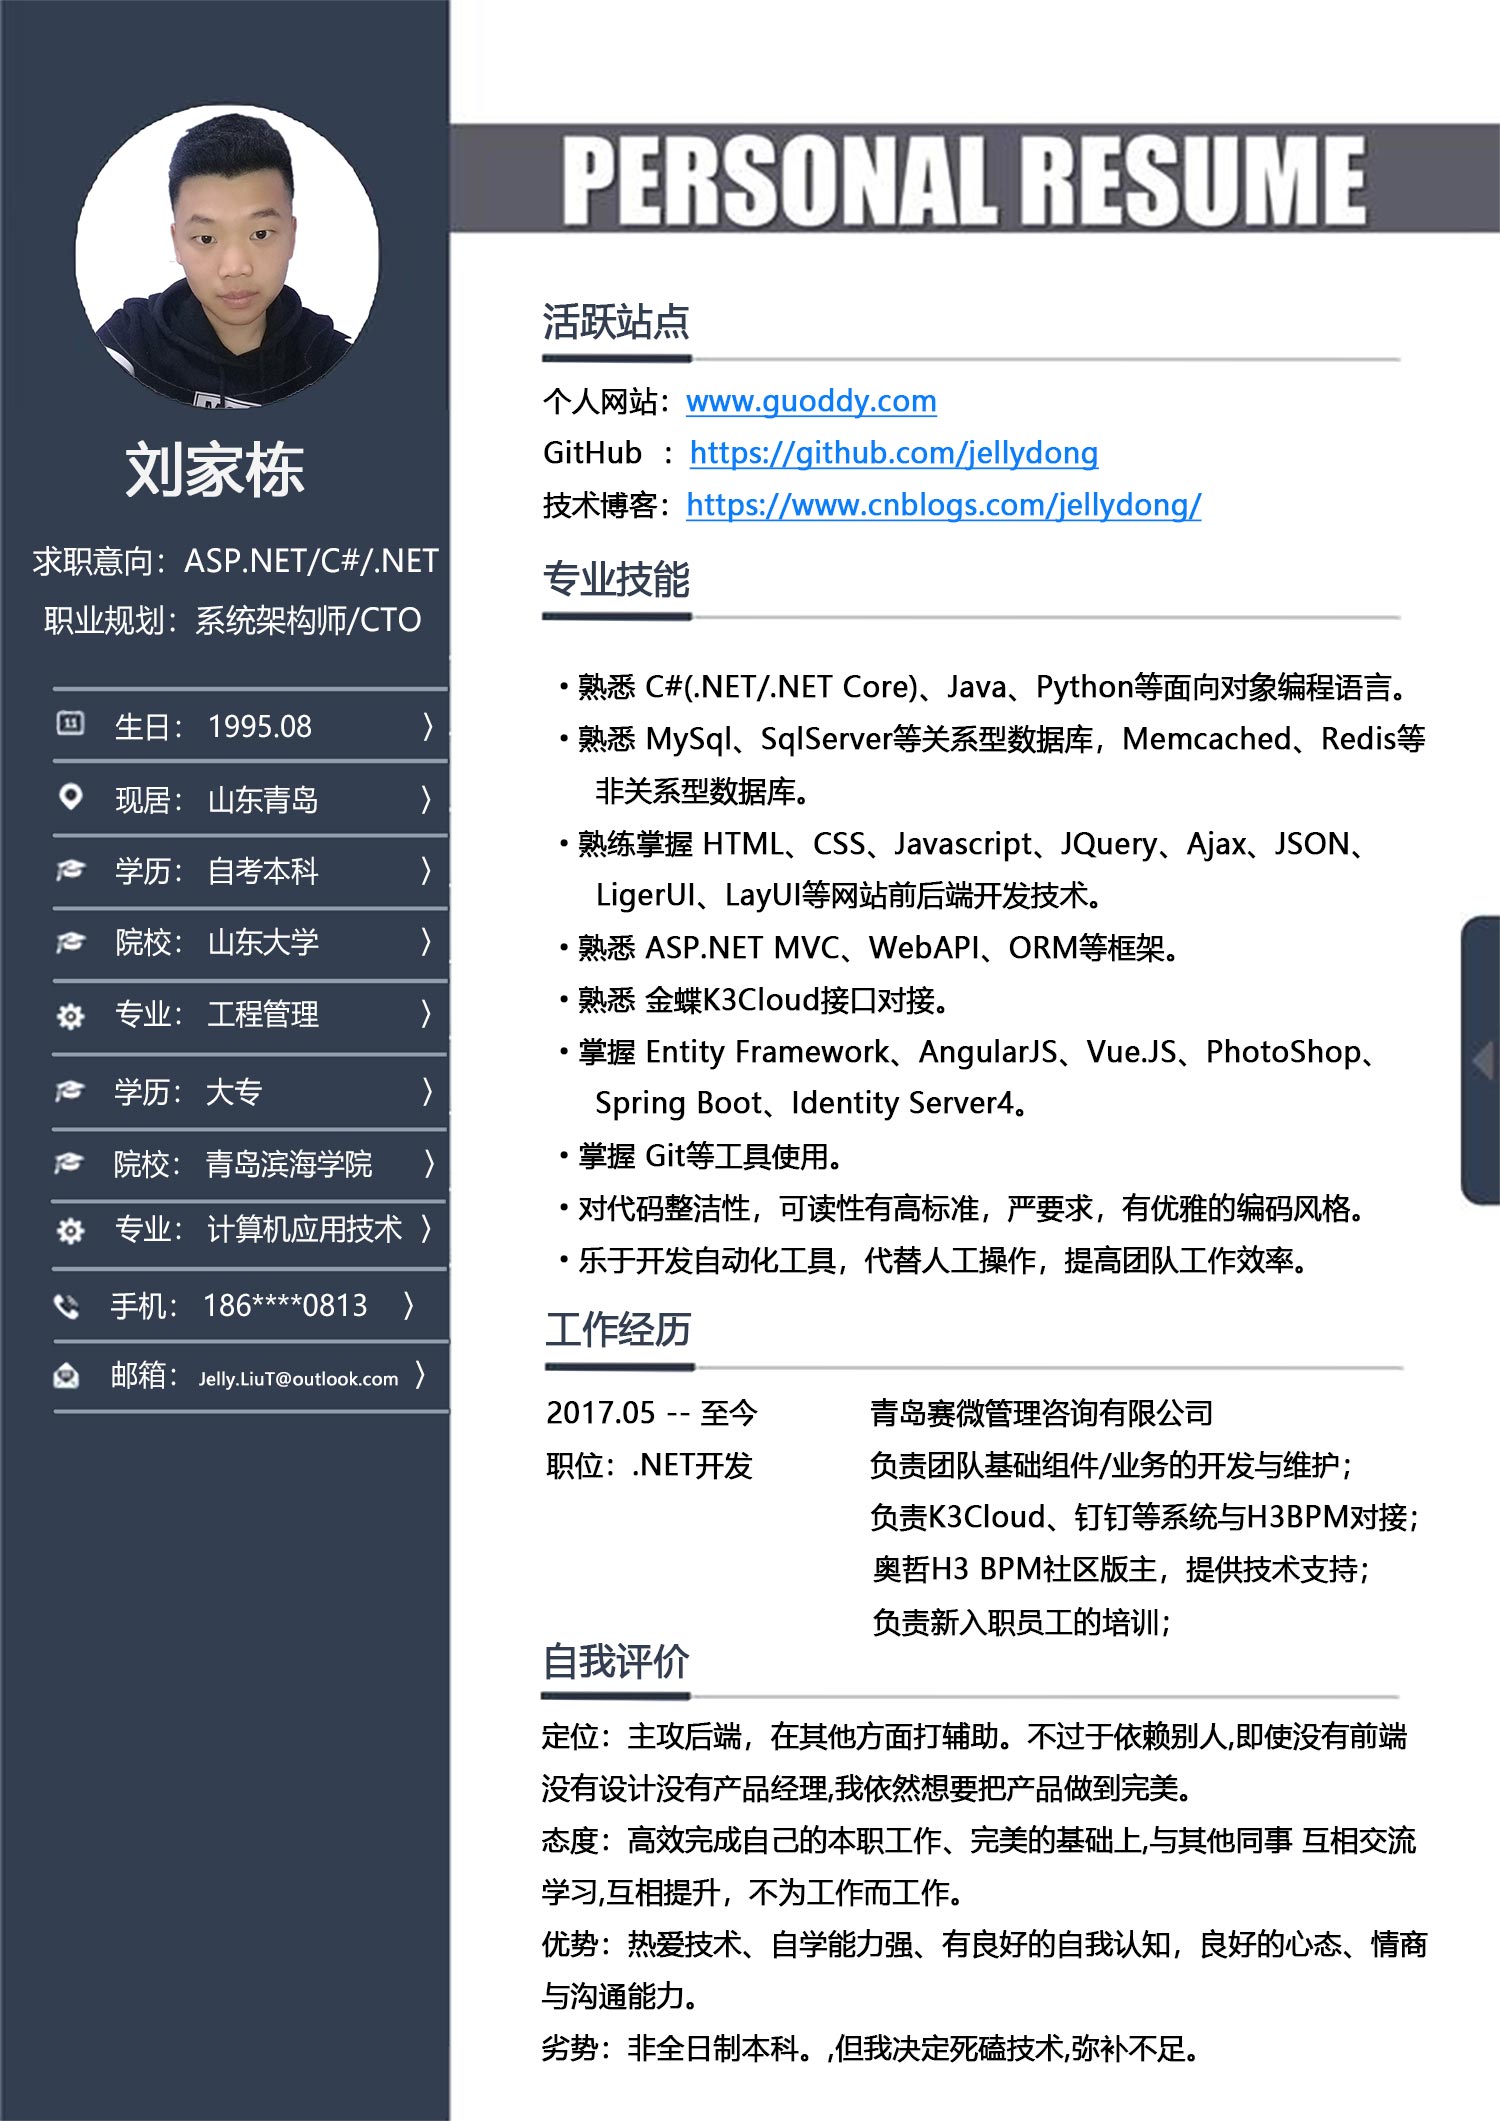 刘家栋
求职意向：ASP.NET/C#/.NET
职业规划：系统架构师/CTO
11
生日： 1995.08 〉
现居： 山东青岛 〉
学历： 自考本科 〉
院校： 山东大学 〉
专业： 工程管理 〉
学历： 大专 〉
院校： 青岛滨海学院 〉
专业： 计算机应用技术 〉
手机： 186****0813 〉
邮箱： Jelly.LiuT@outlook.com 〉
PERSONAL RESUME
活跃站点
个人网站：www.guoddy.com
GitHub ：https://github.com/jellydong
技术博客：https://www.cnblogs.com/jellydong/
专业技能
·熟悉 C#(.NET/.NET Core)、Java、Python等面向对象编程语言。
·熟悉 MySql、SqlServer等关系型数据库，Memcached、Redis等
非关系型数据库。
·熟练掌握 HTML、CSS、Javascript、JQuery、Ajax、JSON、
LigerUI、LayUI等网站前后端开发技术。
·熟悉 ASP.NET MVC、WebAPI、ORM等框架。
·熟悉 金蝶K3Cloud接口对接。
·掌握 Entity Framework、AngularJS、Vue.JS、PhotoShop、
Spring Boot、Identity Server4。
·掌握 Git等工具使用。
·对代码整洁性，可读性有高标准，严要求，有优雅的编码风格。
·乐于开发自动化工具，代替人工操作，提高团队工作效率。
工作经历
2017.05 -- 至今 青岛赛微管理咨询有限公司
职位：.NET开发 负责团队基础组件/业务的开发与维护；
负责K3Cloud、钉钉等系统与H3BPM对接；
奥哲H3 BPM社区版主，提供技术支持；
负责新入职员工的培训；
自我评价
定位：主攻后端，在其他方面打辅助。不过于依赖别人,即使没有前端
没有设计没有产品经理,我依然想要把产品做到完美。
态度：高效完成自己的本职工作、完美的基础上,与其他同事 互相交流
学习,互相提升，不为工作而工作。
优势：热爱技术、自学能力强、有良好的自我认知，良好的心态、情商
与沟通能力。
劣势：非全日制本科。,但我决定死磕技术,弥补不足。